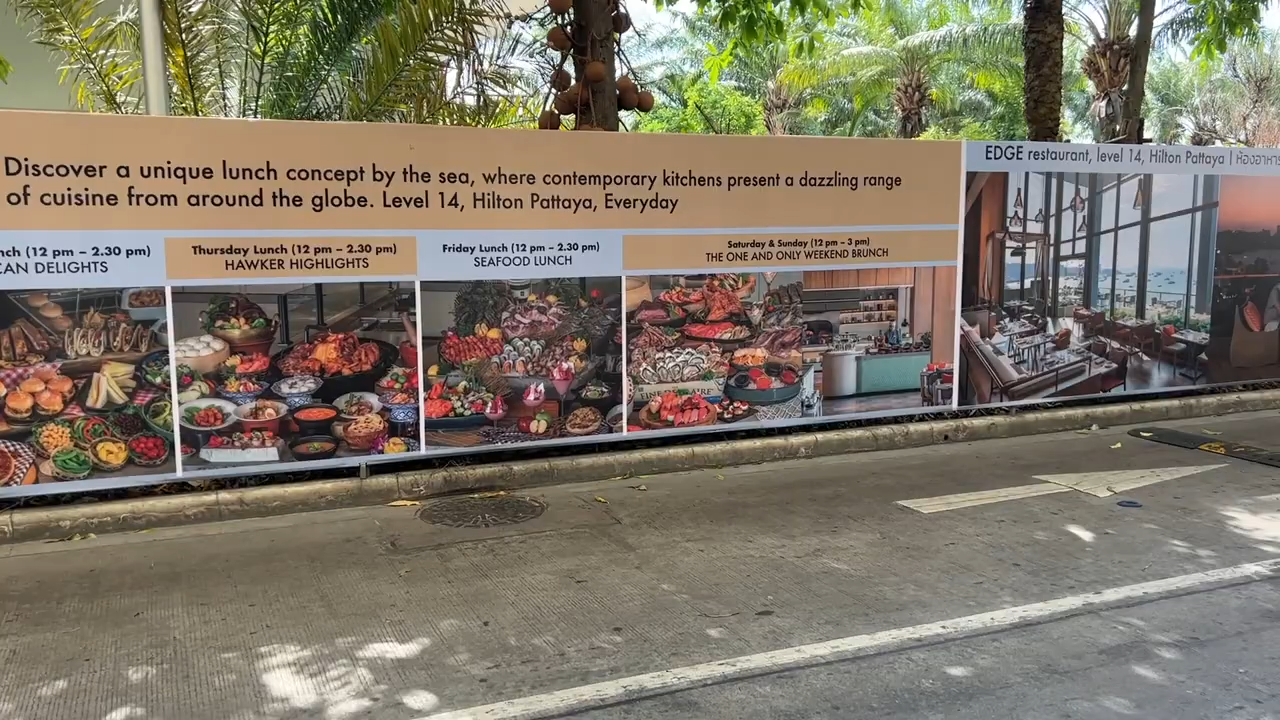 Discover a unique lunch concept by the sea, where contemporary kitchens present a dazzling range
of cuisine from around the globe. Level 14, Hilton Pattaya, Everyday
(12 pm – 2.30 pm)
DELIGHTS
Thursday Lunch (12 pm – 2.30 pm)
HAWKER HIGHLIGHTS
Friday Lunch (12 pm – 2.30 pm)
SEAFOOD LUNCH
Saturday & Sunday (12 pm – 3 pm)
THE ONE AND ONLY WEEKEND BRUNCH
EDGE restaurant, level 14, Hilton Pattaya | ห้องอาหาร